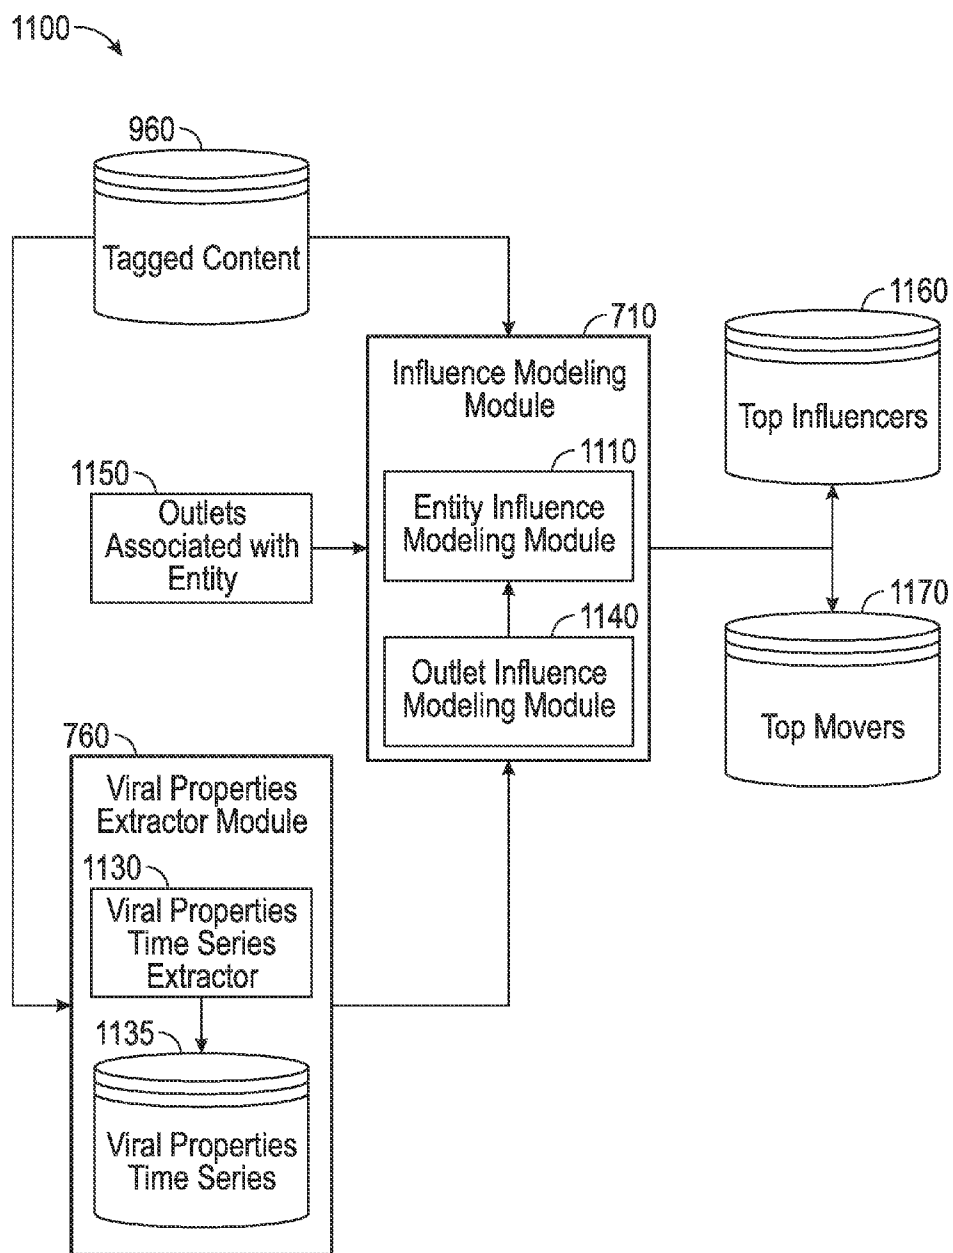 1100
960
Tagged Content
710
Influence Modeling
Module
1160
Top Influencers
1150
Outlets
Associated with
Entity
1110
Entity Influence
Modeling Module
1140
Outlet Influence
Modeling Module
1170
Top Movers
760
Viral Properties
Extractor Module
1130
Viral Properties
Time Series
Extractor
1135
Viral Properties
Time Series